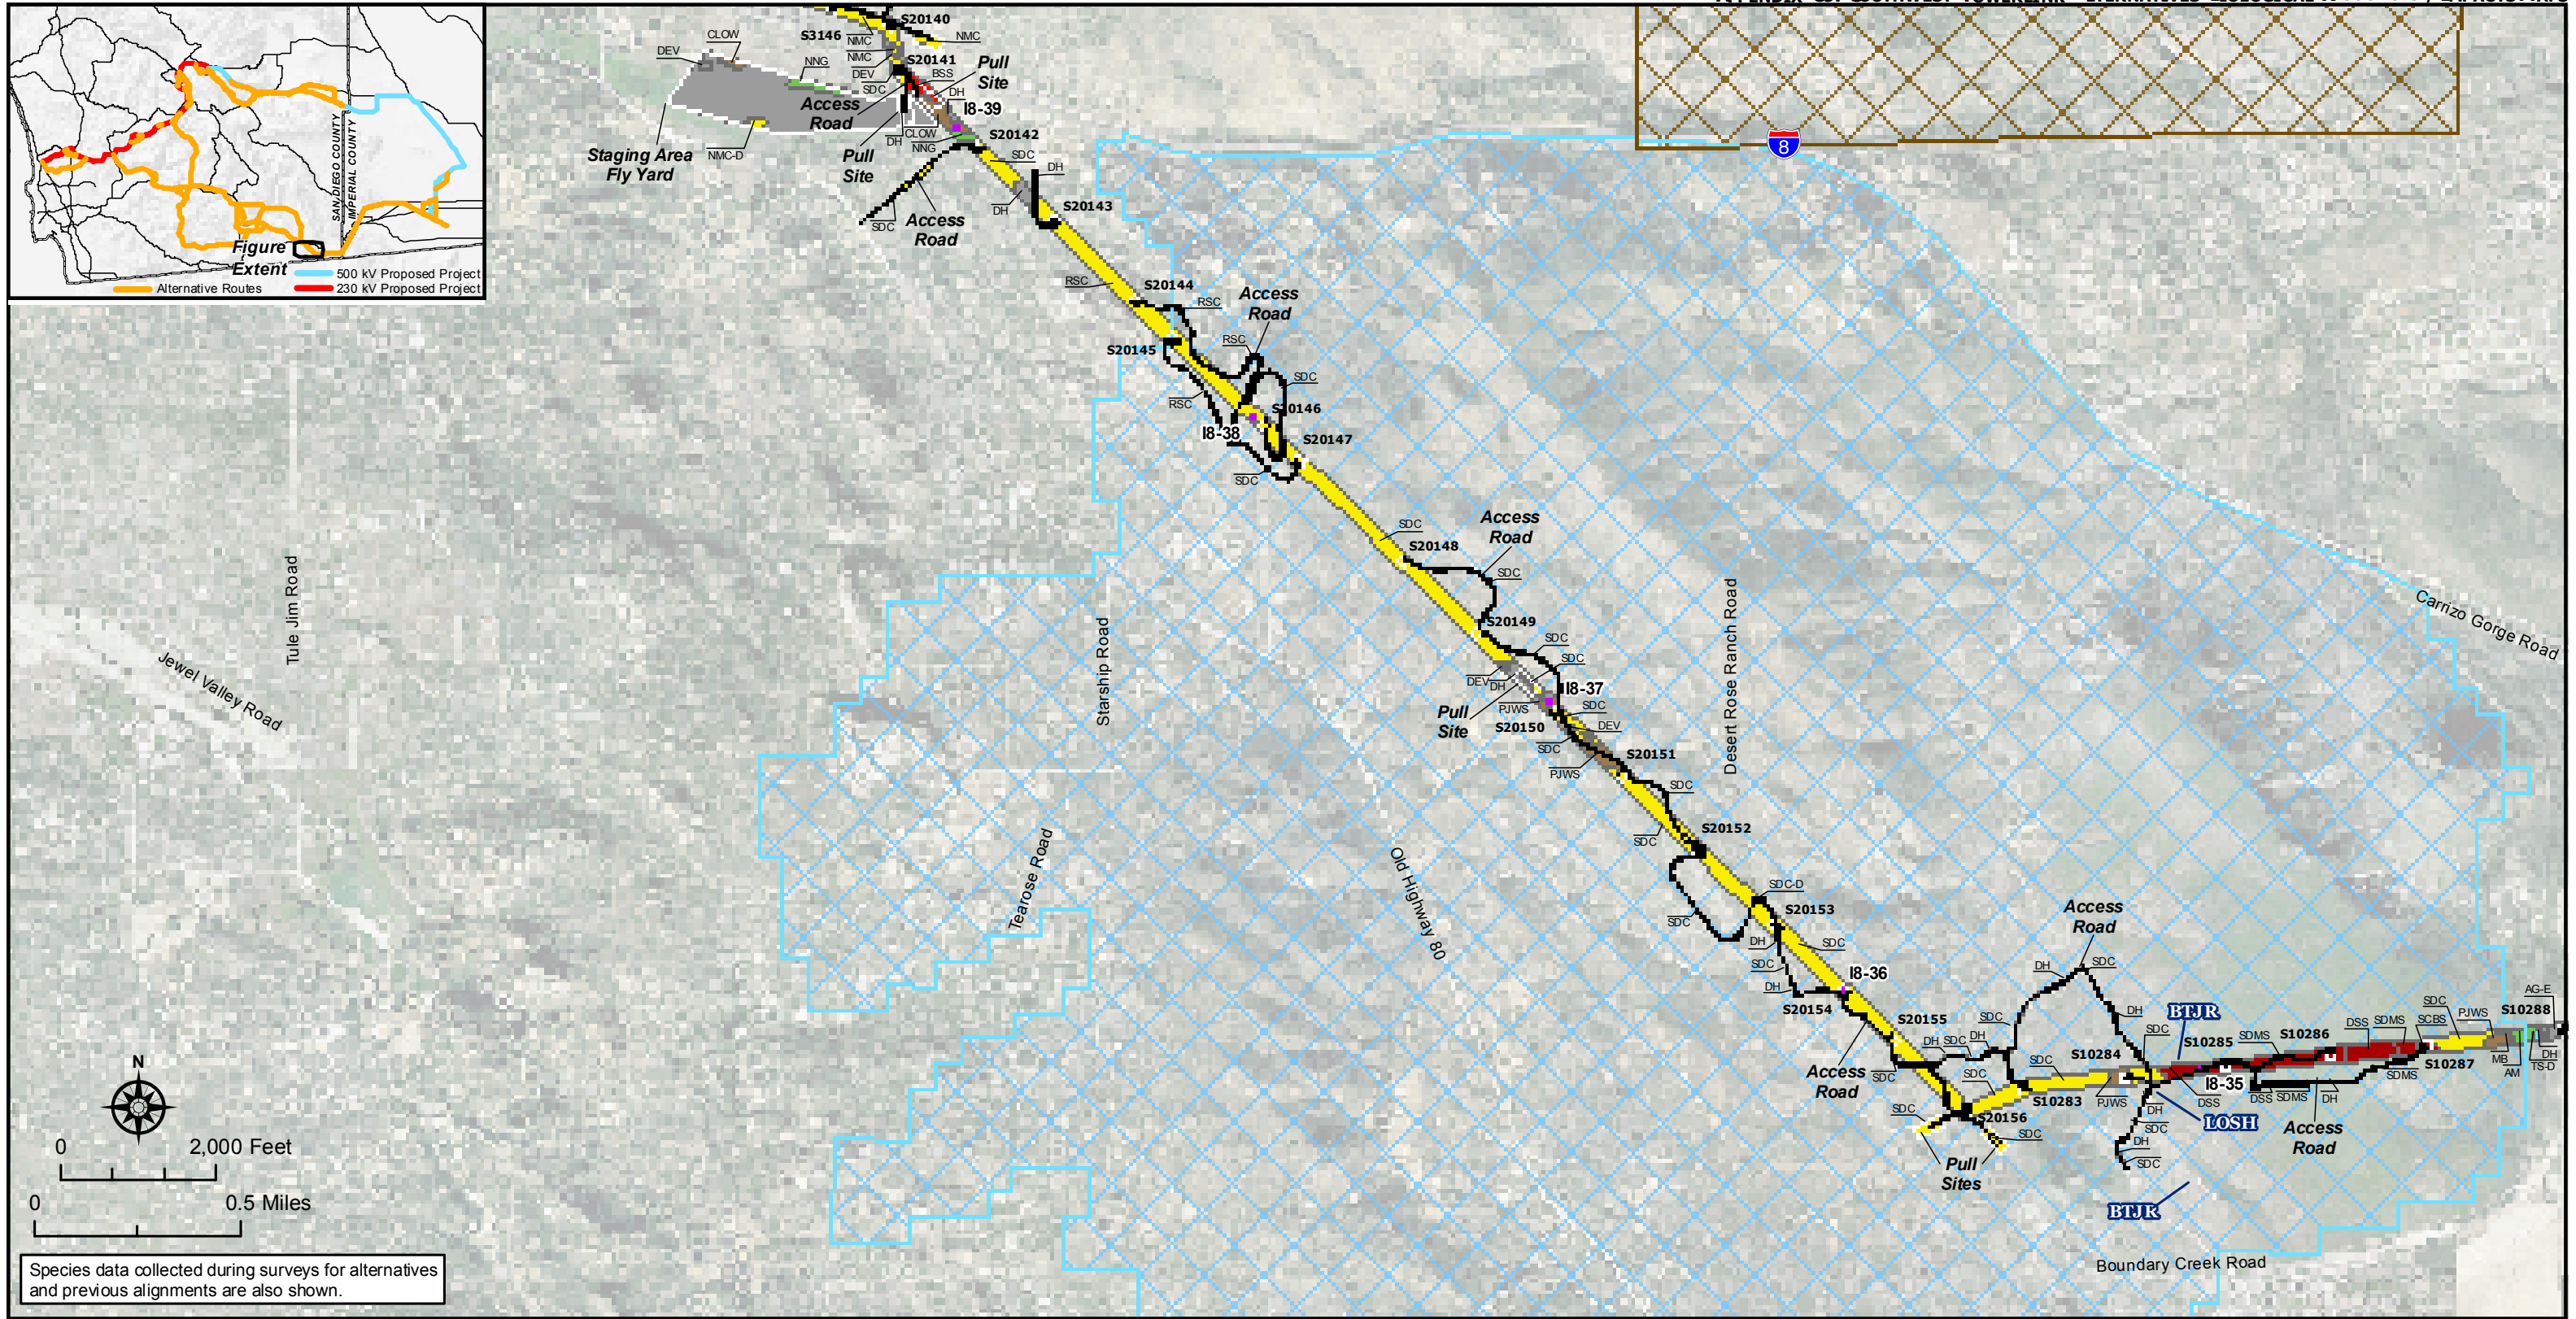 SAN DIEGO COUNTY
IMPERIAL COUNTY
Figure
Extent
500 kV Proposed Project
Alternative Routes
230 kV Proposed Project
S20140
S3146
NMC
NMC
NMC
S20141
DEV
BSS
Pull
Site
SDC
DH
I8-39
CLOW
DEV
NNG
Access
Road
CLOW
DH
NNG
S20142
NMC-D
Staging Area
Fly Yard
Pull
Site
SDC
DH
DH
SDC
Access
Road
S20143
8
RSC
S20144
RSC
Access
Road
S20145
RSC
SDC
RSC
S20146
I8-38
S20147
SDC
SDC
S20148
Access
Road
SDC
S20149
SDC
SDC
DEV
DH
I8-37
PJWS
SDC
Pull
Site
S20150
DEV
SDC
S20151
PJWS
SDC
S20152
SDC
SDC-D
S20153
SDC
DH
SDC
SDC
I8-36
DH
S20154
S20155
Access
Road
SDC
DH
SDC
DH
SDC
DH
SDC
Access
Road
DH
SDC
SDC
S10284
SDC
S10283
PJWS
S20156
SDC
SDC
Pull
Sites
DH
SDC
DH
SDC
BTJR
S10285
SDMS
S10286
DSS
SDMS
SCBS
SDC
PJWS
S10288
AG-E
DH
TS-D
MB
AM
S10287
SDMS
I8-35
DSS
DSS
SDMS
DH
LOSH
Access
Road
BTJR
Tule Jim Road
Jewel Valley Road
Starship Road
Tearose Road
Old Highway 80
Desert Rose Ranch Road
Carrizo Gorge Road
Boundary Creek Road
N
0 2,000 Feet
0 0.5 Miles
Species data collected during surveys for alternatives
and previous alignments are also shown.